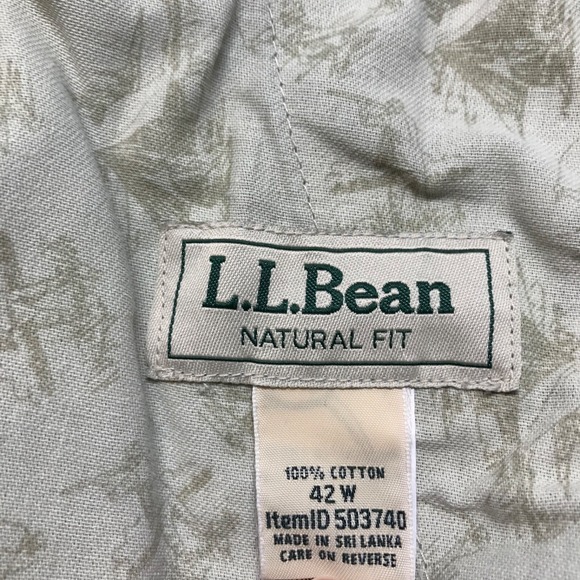 L.L.Bean
NATURAL FIT
100% COTTON
42 W
ItemID 503740
MADE IN SRI LANKA
CARE ON REVERSE